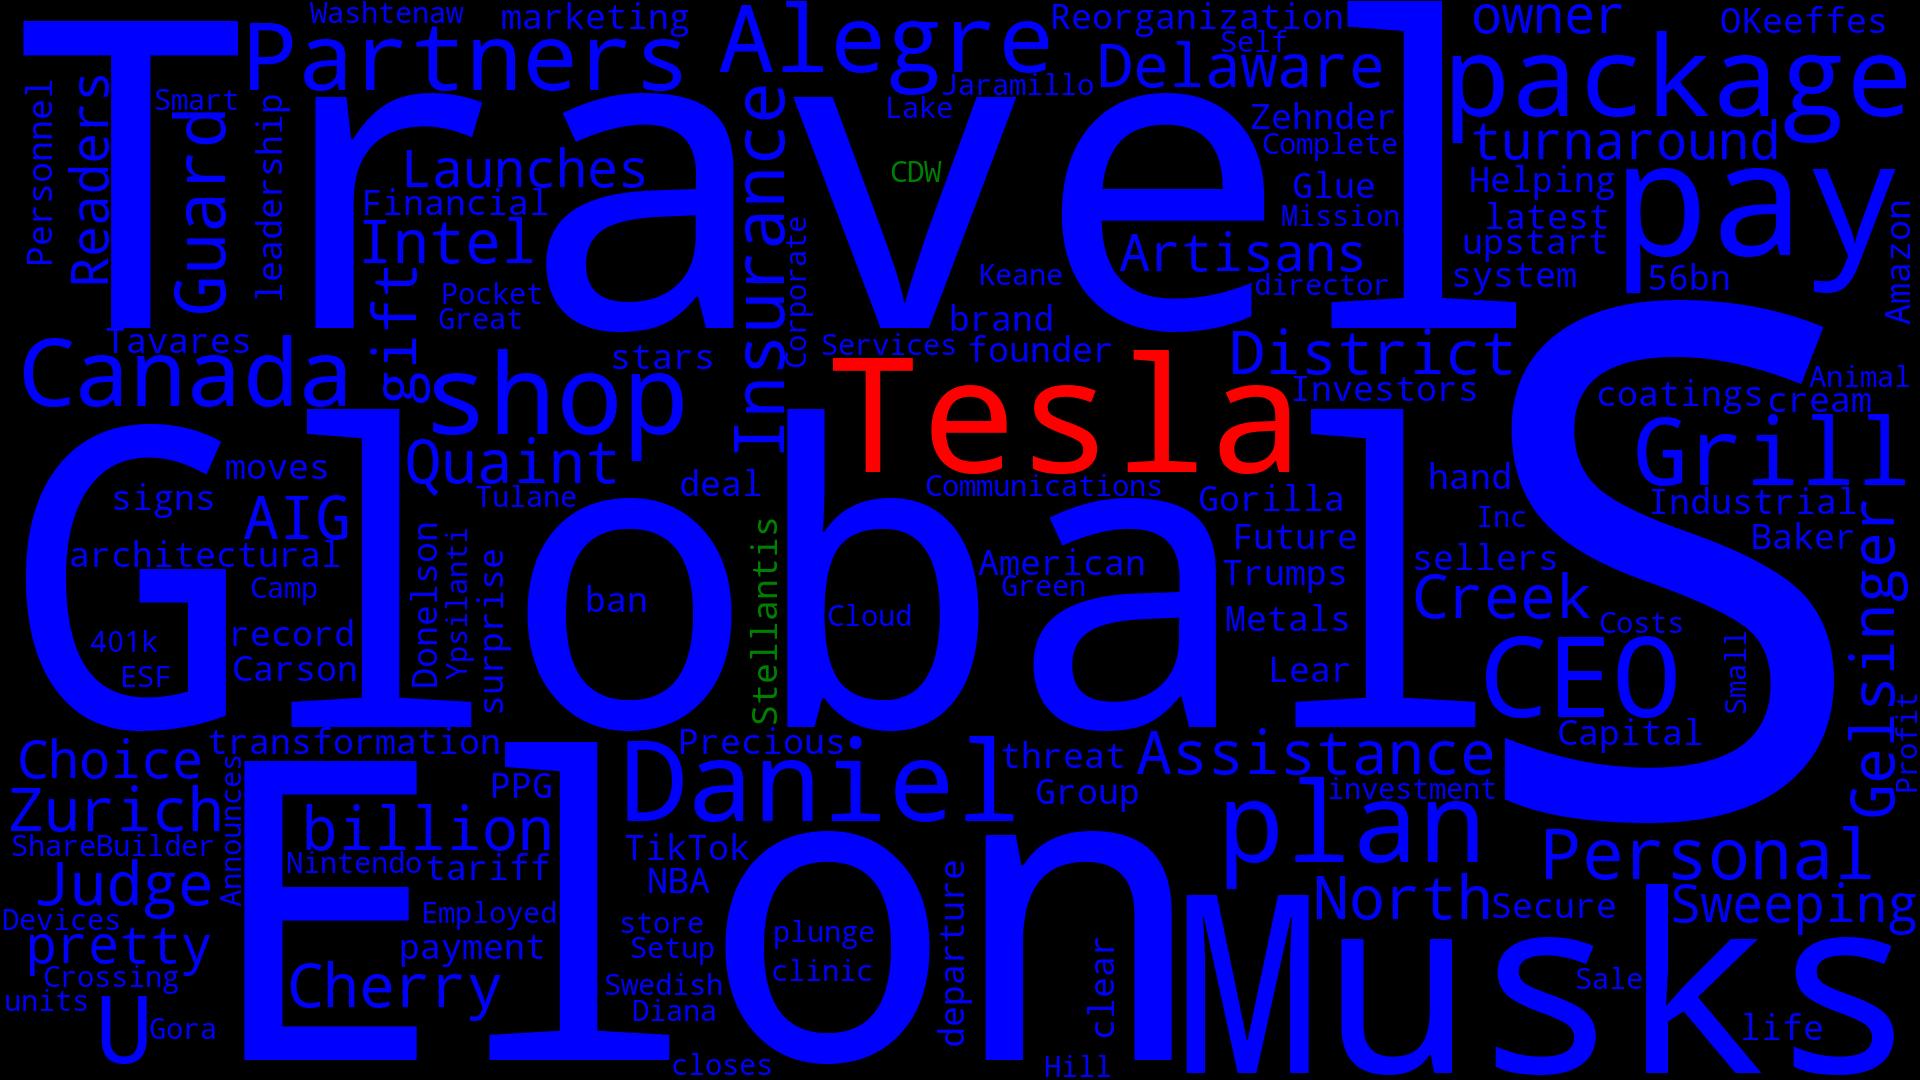 Washtenaw marketing Alegre Reorganization owner OKeeffes
Partners Self Delaware package
Travel
Personnel Readers Smart Guard leadership Jaramillo Lake Zehnder turnaround
Launches CDW Complete
Financial Glue Helping pay
Intel Insurance Corporate Mission latest
Artisans upstart
gift Pocket Keane director system 56bn Amazon
Great brand
Tavares Services founder District S
Canada shop stars Tesla Investors coatings Animal
cream
Quaint Grill
moves Tulane deal Communications Gorilla hand Industrial
signs AIG Inc Baker
Global
architectural Donelson Ypsilanti surprise Stellantis American Future sellers Gelsinger
Camp ban Green Trumps Creek
401k record Cloud Metals Costs
ESF Carson Lear CEO Small
Choice transformation Precious threat Assistance Capital Profit
Zurich Announces PPG Daniel Group investment
Elon
billion plan
ShareBuilder Nintendo tariff TikTok Personal
Judge NBA North Secure Sweeping
Devices Employed store plunge departure Musks
pretty payment Setup
Crossing Cherry Swedish clinic clear Sale
units U Diana
Gora life
closes Hill